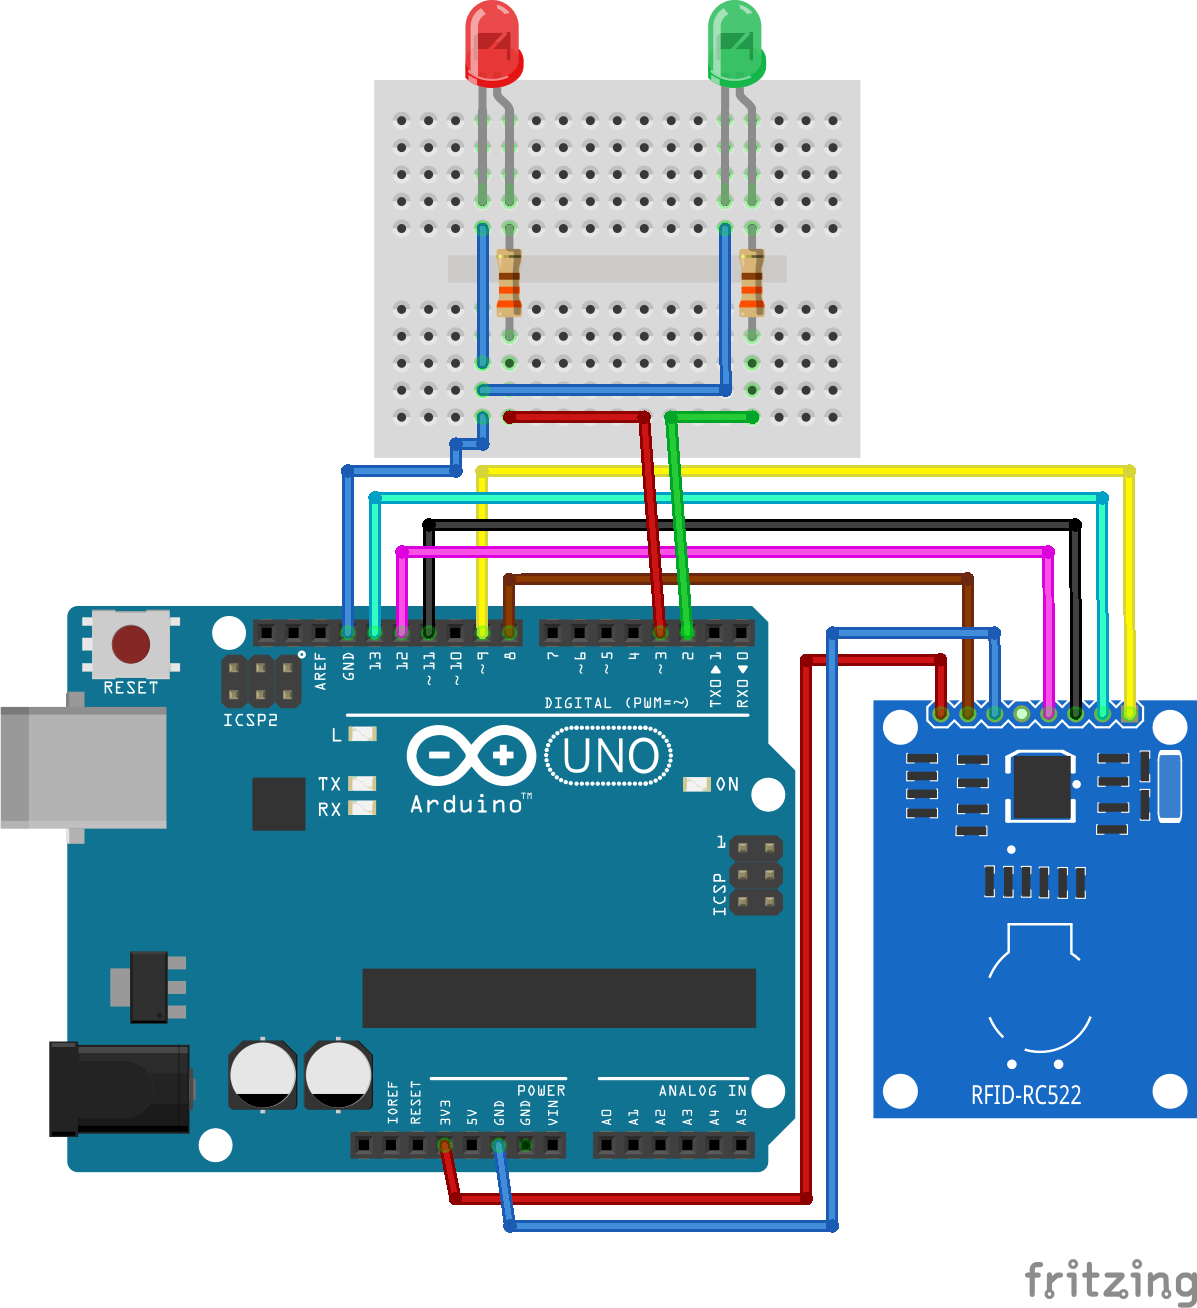 RESET
ICSP2
AREF
GND
13
12
~11
~10
~9
8
7
~6
~5
4
~3
2
TX0▶1
RX0◀0
DIGITAL (PWM=~)
L
TX
RX
UNO
Arduino™
ON
1
ICSP
IOREF
RESET
3V3
5V
GND
GND
VIN
POWER
ANALOG IN
A0
A1
A2
A3
A4
A5
RFID-RC522
fritzing